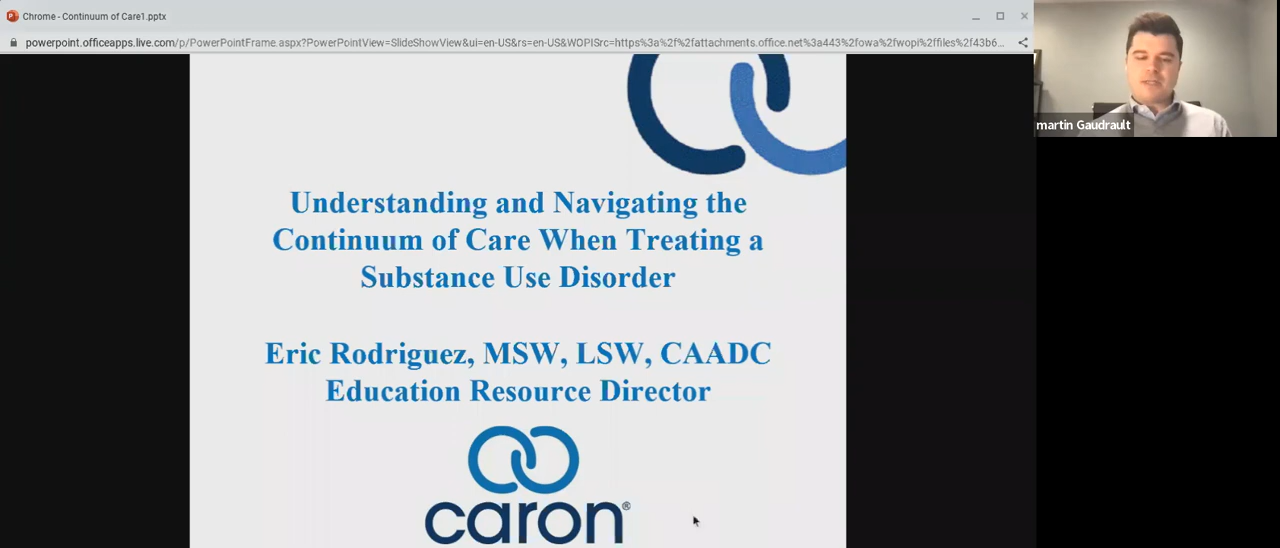 Chrome - Continuum of Care1.pptx
powerpoint.officeapps.live.com/p/PowerPointFrame.aspx?PowerPointView=SlideShowView&ui=en-US&rs=en-US&WOPISrc=https%3a%2f%2fattachments.office.net%3a443%2fowa%2fwopi%2ffiles%2f43b6...
martin Gaudrault
Understanding and Navigating the
Continuum of Care When Treating a
Substance Use Disorder
Eric Rodriguez, MSW, LSW, CAADC
Education Resource Director
caron®